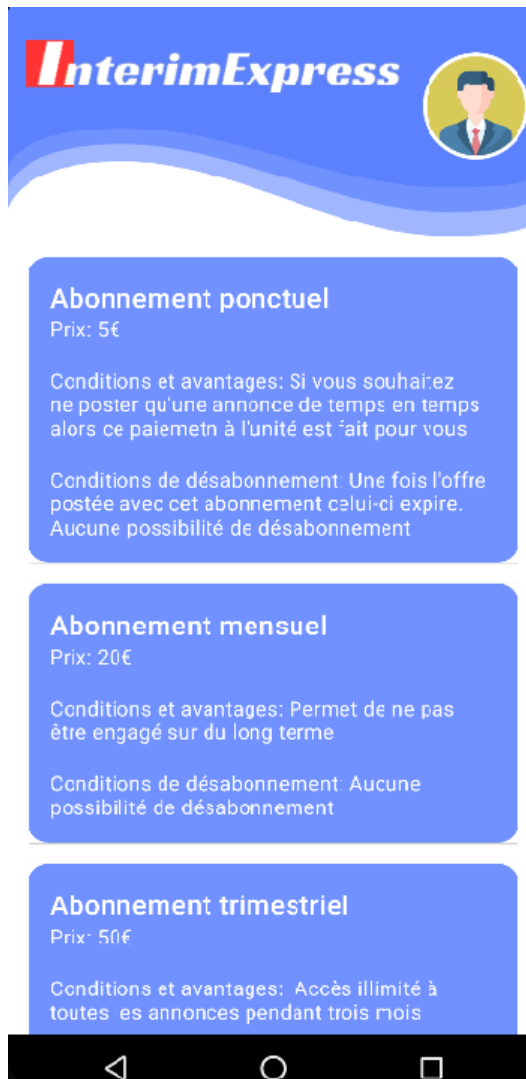 InterimExpress
Abonnement ponctuel
Prix: 5€
Conditions et avantages: Si vous souhaitez
ne poster qu'une annonce de temps en temps
alors ce paiemetn à l'unité est fait pour vous
Conditions de désabonnement: Une fois l'offre
postée avec cet abonnement celui-ci expire.
Aucune possibilité de désabonnement
Abonnement mensuel
Prix: 20€
Conditions et avantages: Permet de ne pas
être engagé sur du long terme
Conditions de désabonnement: Aucune
possibilité de désabonnement
Abonnement trimestriel
Prix: 50€
Conditions et avantages: Accès illimité à
toutes les annonces pendant trois mois